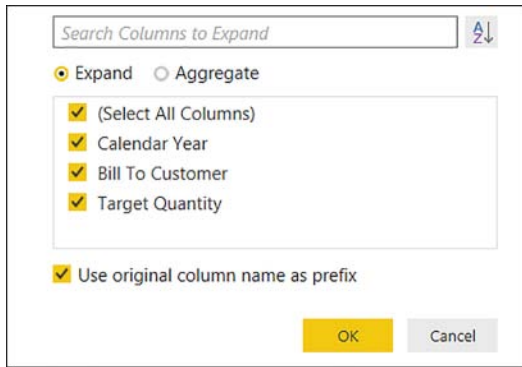 Search Columns to Expand
Expand Aggregate
(Select All Columns)
Calendar Year
Bill To Customer
Target Quantity
Use original column name as prefix
OK Cancel